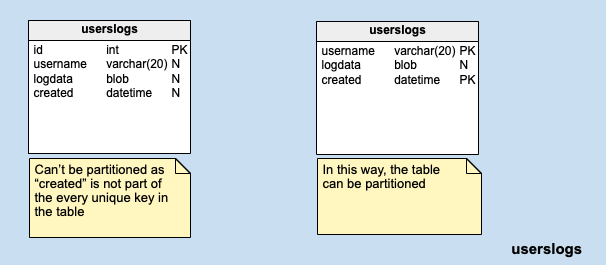 userslogs
id int PK
username varchar(20) N
logdata blob N
created datetime N
Can't be partitioned as
“created” is not part of
the every unique key in
the table
userslogs
username varchar(20) PK
logdata blob N
created datetime PK
In this way, the table
can be partitioned
userslogs